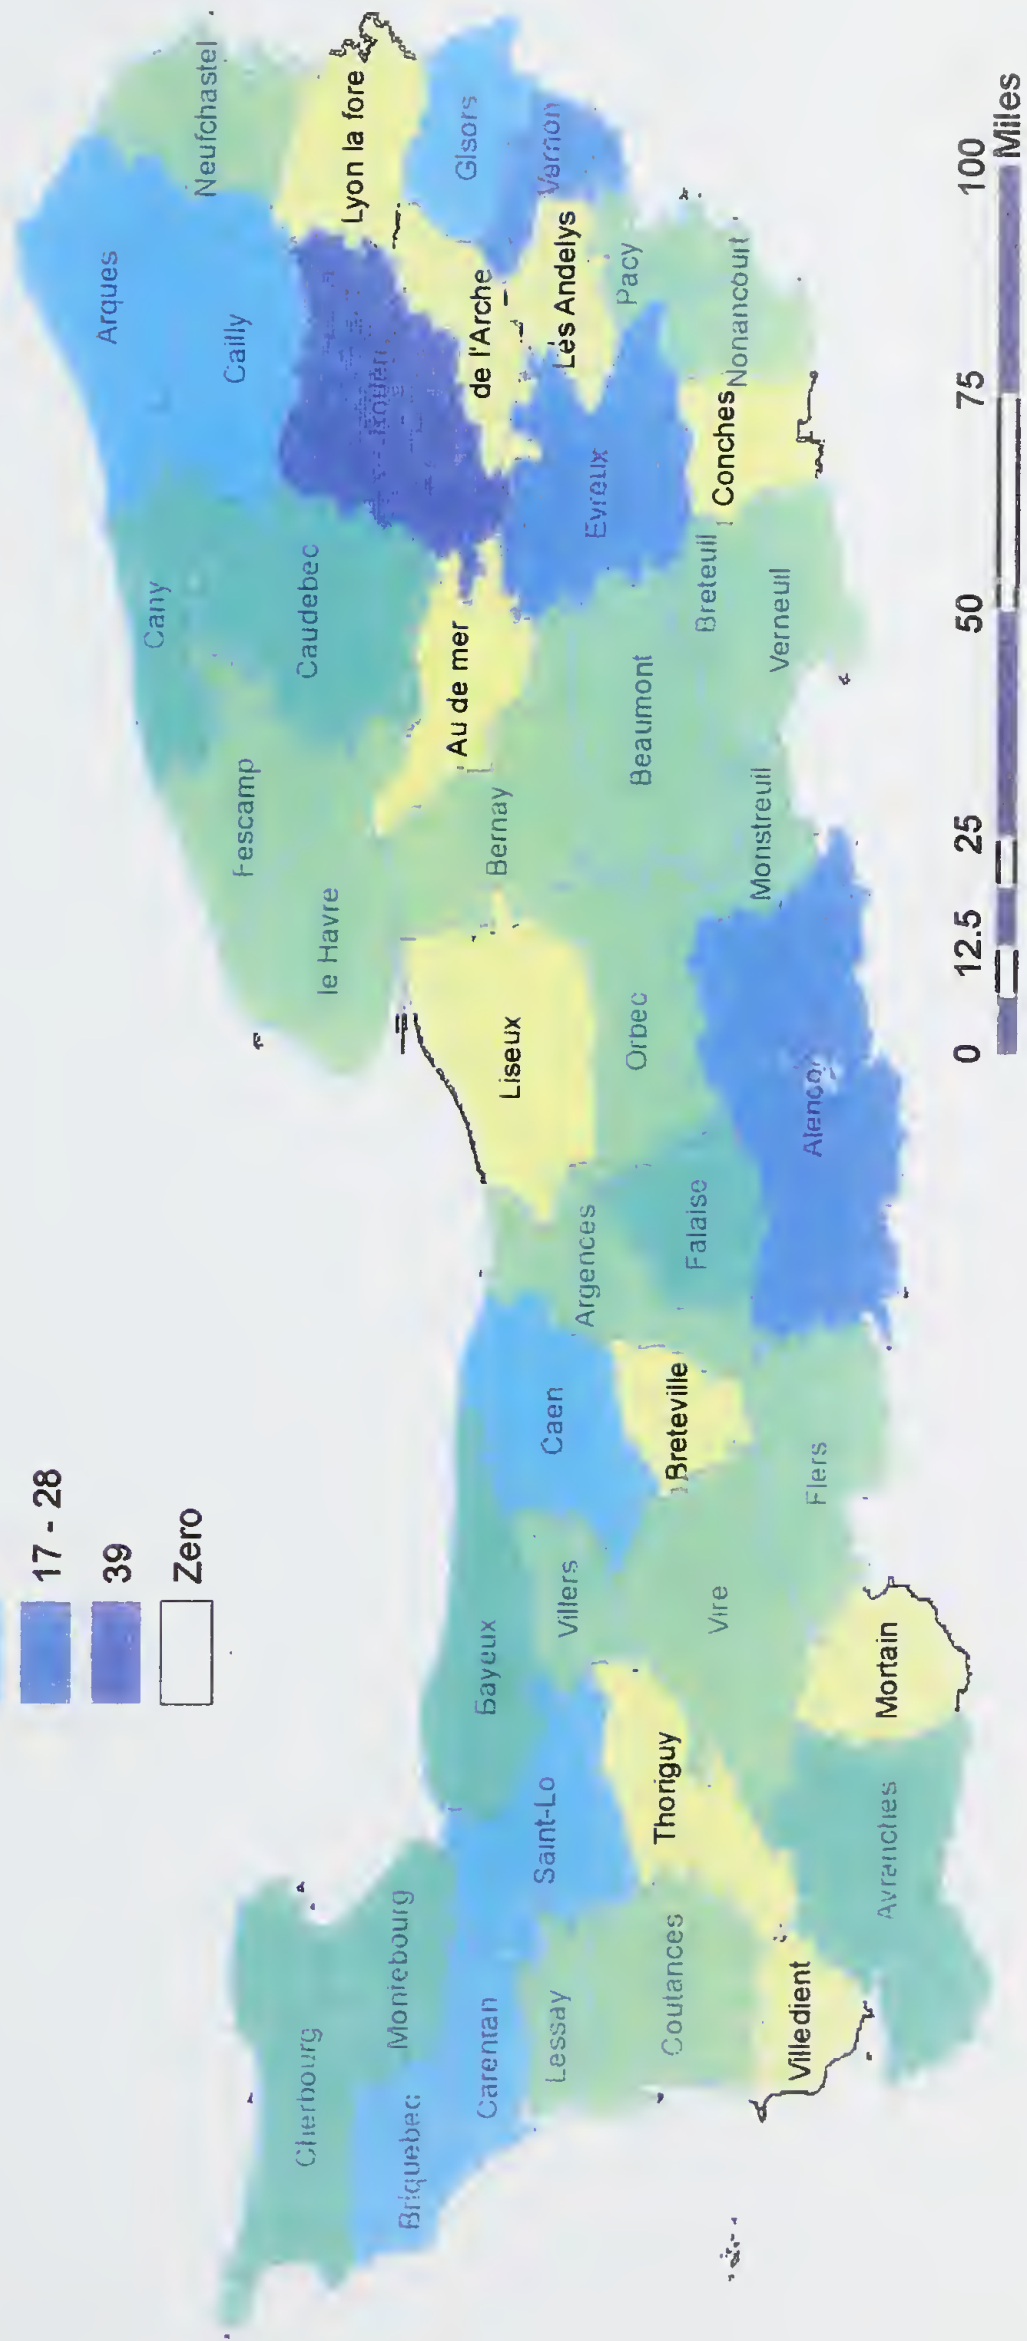 17 - 28
39
Zero
Cherbourg
Briquebec
Montebourg
Carentan
Lessay
Saint-Lo
Coutances
Villedient
Thoriguy
Avranches
Mortain
Bayeux
Villers
Vire
Caen
Breteville
Flers
Argences
Falaise
Alencon
Liseux
Orbec
le Havre
Fescamp
Bernay
Monstreuil
Beaumont
Au de mer
Cany
Caudebec
Breteuil
Verneuil
Evreux
Conches
Rouen
Arques
Cailly
de l'Arche
Les Andelys
Pacy
Nonancourt
Neufchastel
Lyon la fore
Gisors
Vernon
0 12.5 25 50 75 100
Miles